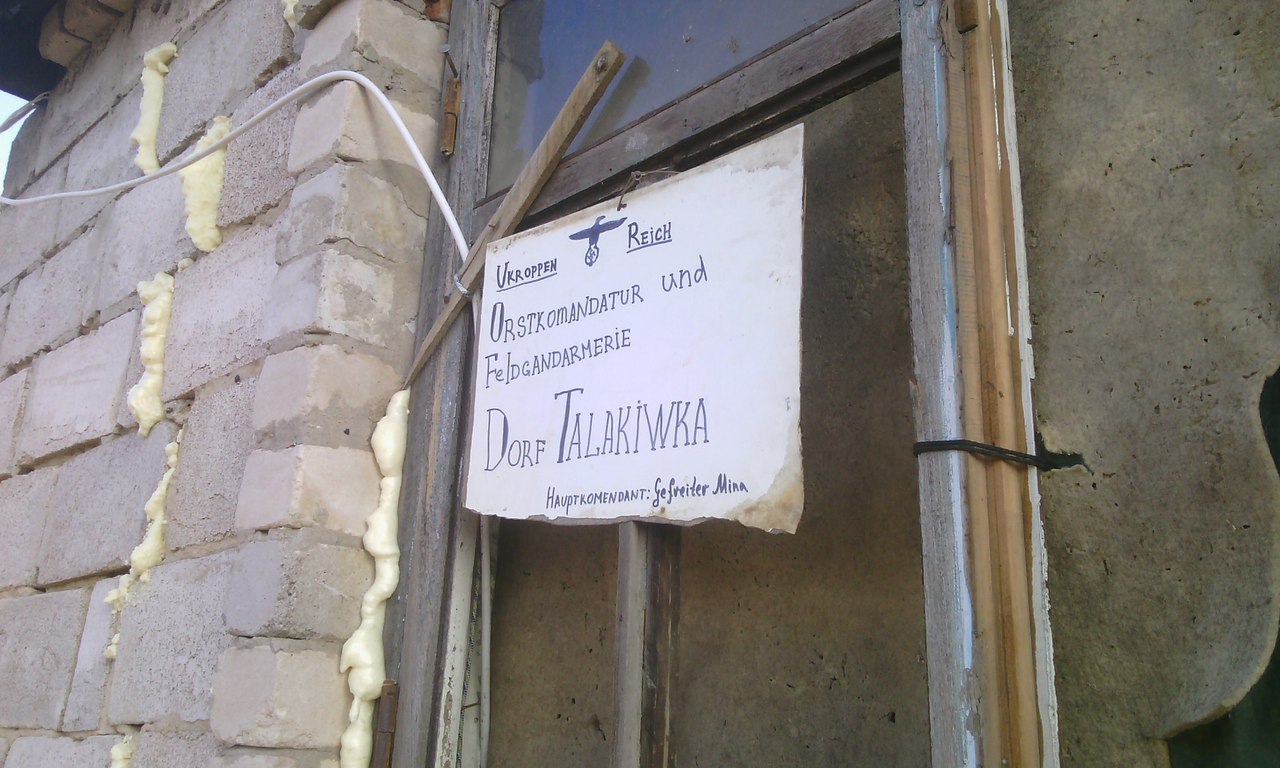 Ukroppen Reich
Orstkomandatur und
Feldgandarmerie
Dorf Talakiwka
Hauptkomendant: Gefreiter Mina